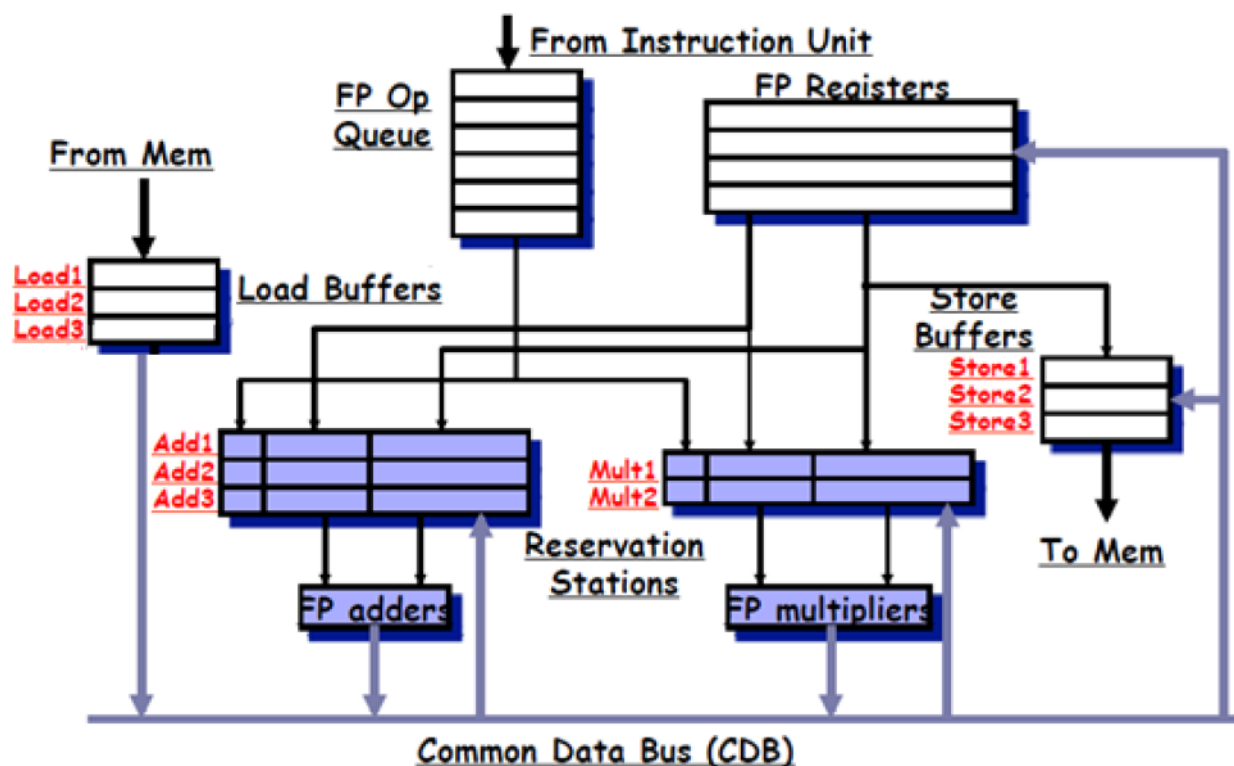 From Instruction Unit
FP Op
Queue
FP Registers
From Mem
Load1
Load2
Load3
Load Buffers
Store
Buffers
Store1
Store2
Store3
Add1
Add2
Add3
Mult1
Mult2
Reservation
Stations
To Mem
FP adders
FP multipliers
Common Data Bus (CDB)